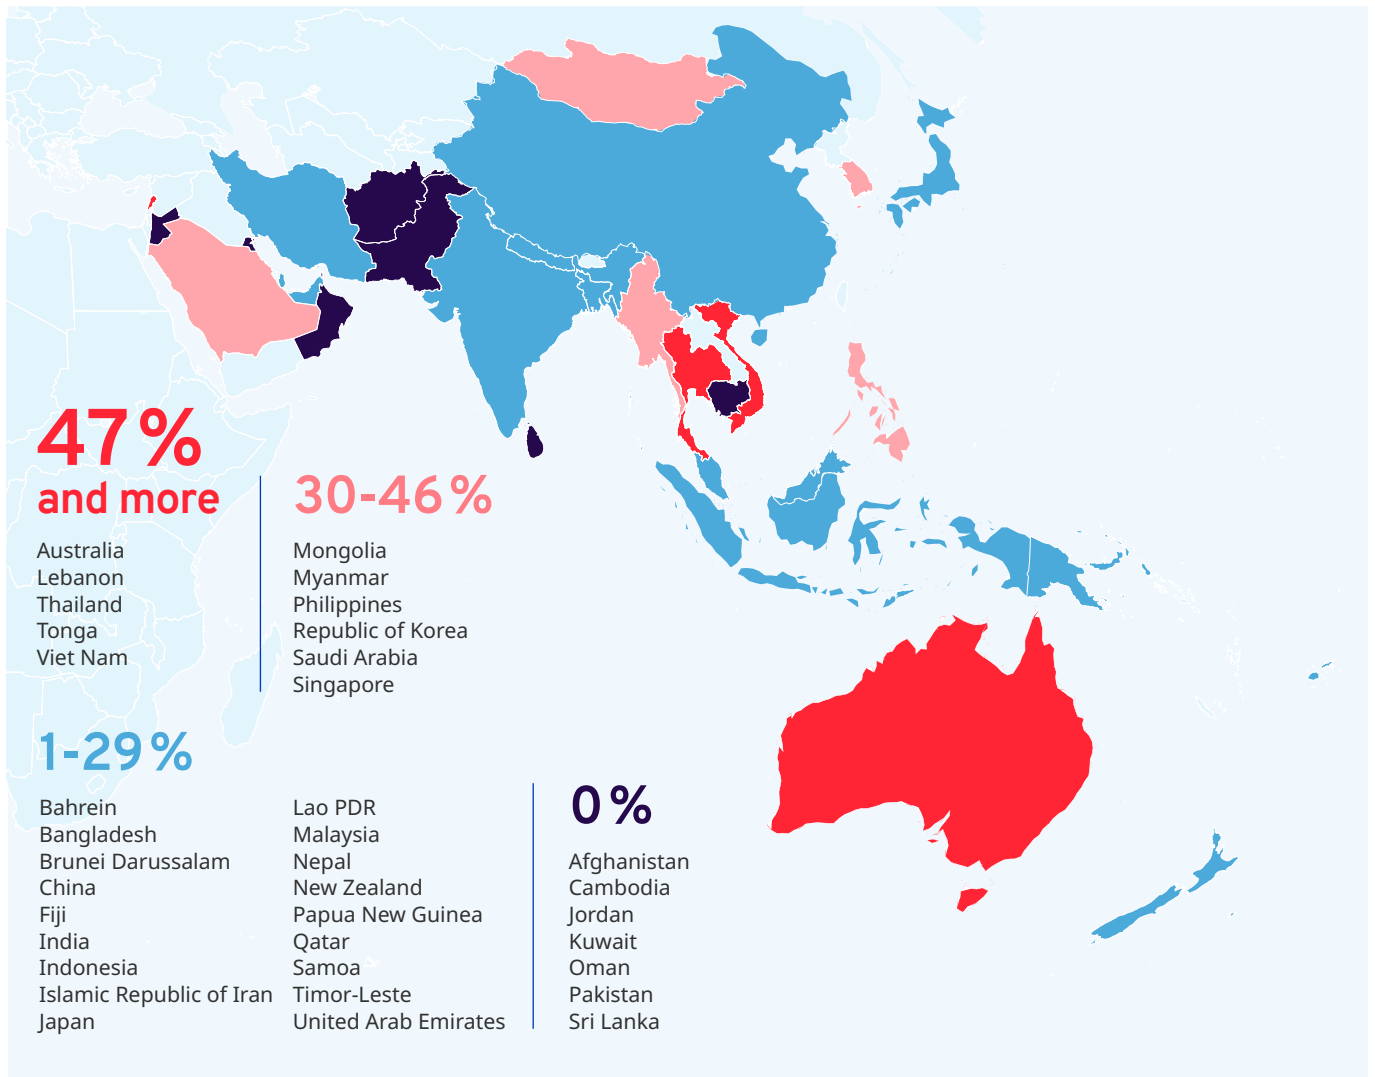 47%
and more
Australia
Lebanon
Thailand
Tonga
Viet Nam
30-46%
Mongolia
Myanmar
Philippines
Republic of Korea
Saudi Arabia
Singapore
1-29%
Bahrein
Bangladesh
Brunei Darussalam
China
Fiji
India
Indonesia
Islamic Republic of Iran
Japan
Lao PDR
Malaysia
Nepal
New Zealand
Papua New Guinea
Qatar
Samoa
Timor-Leste
United Arab Emirates
0%
Afghanistan
Cambodia
Jordan
Kuwait
Oman
Pakistan
Sri Lanka